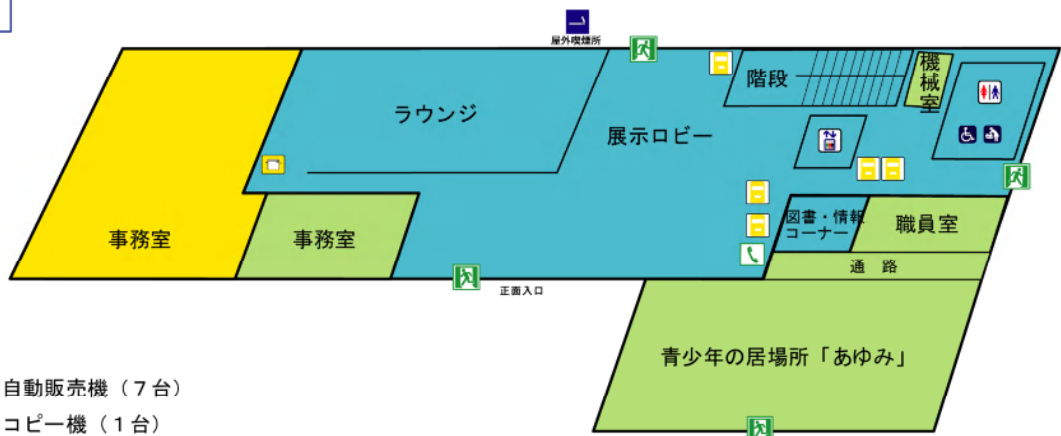 屋外喫煙所
階段
機械室
ラウンジ
展示ロビー
図書・情報
コーナー
職員室
事務室
事務室
通 路
正面入口
青少年の居場所「あゆみ」
自動販売機（７台）
コピー機（１台）